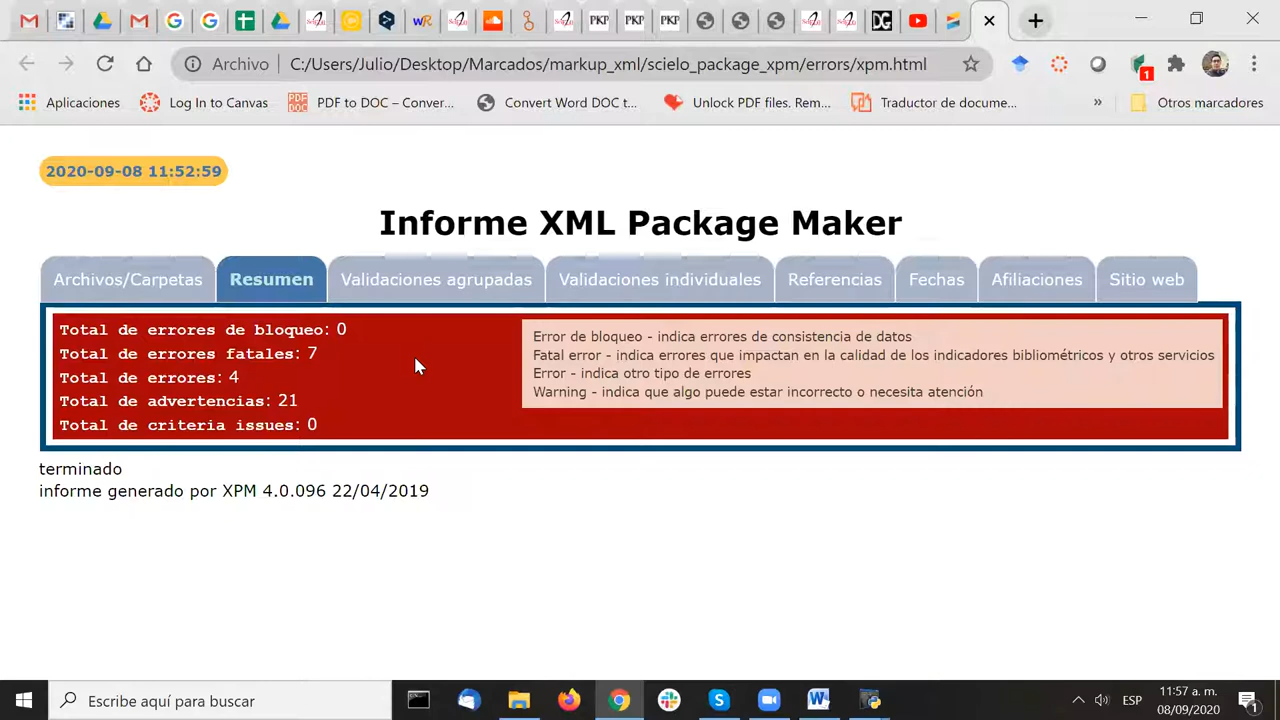 Archivo
C:/Users/Julio/Desktop/Marcados/markup_xml/scielo_package_xpm/errors/xpm.html
1
Aplicaciones
Log In to Canvas
PDF to DOC – Conver...
Convert Word DOC t...
Unlock PDF files. Rem...
Traductor de docume...
»
Otros marcadores
2020-09-08 11:52:59
Informe XML Package Maker
Archivos/Carpetas
Resumen
Validaciones agrupadas
Validaciones individuales
Referencias
Fechas
Afiliaciones
Sitio web
Total de errores de bloqueo: 0
Total de errores fatales: 7
Total de errores: 4
Total de advertencias: 21
Total de criteria issues: 0
Error de bloqueo - indica errores de consistencia de datos
Fatal error - indica errores que impactan en la calidad de los indicadores bibliométricos y otros servicios
Error - indica otro tipo de errores
Warning - indica que algo puede estar incorrecto o necesita atención
terminado
informe generado por XPM 4.0.096 22/04/2019
Escribe aquí para buscar
ESP
11:57 a. m.
08/09/2020
1